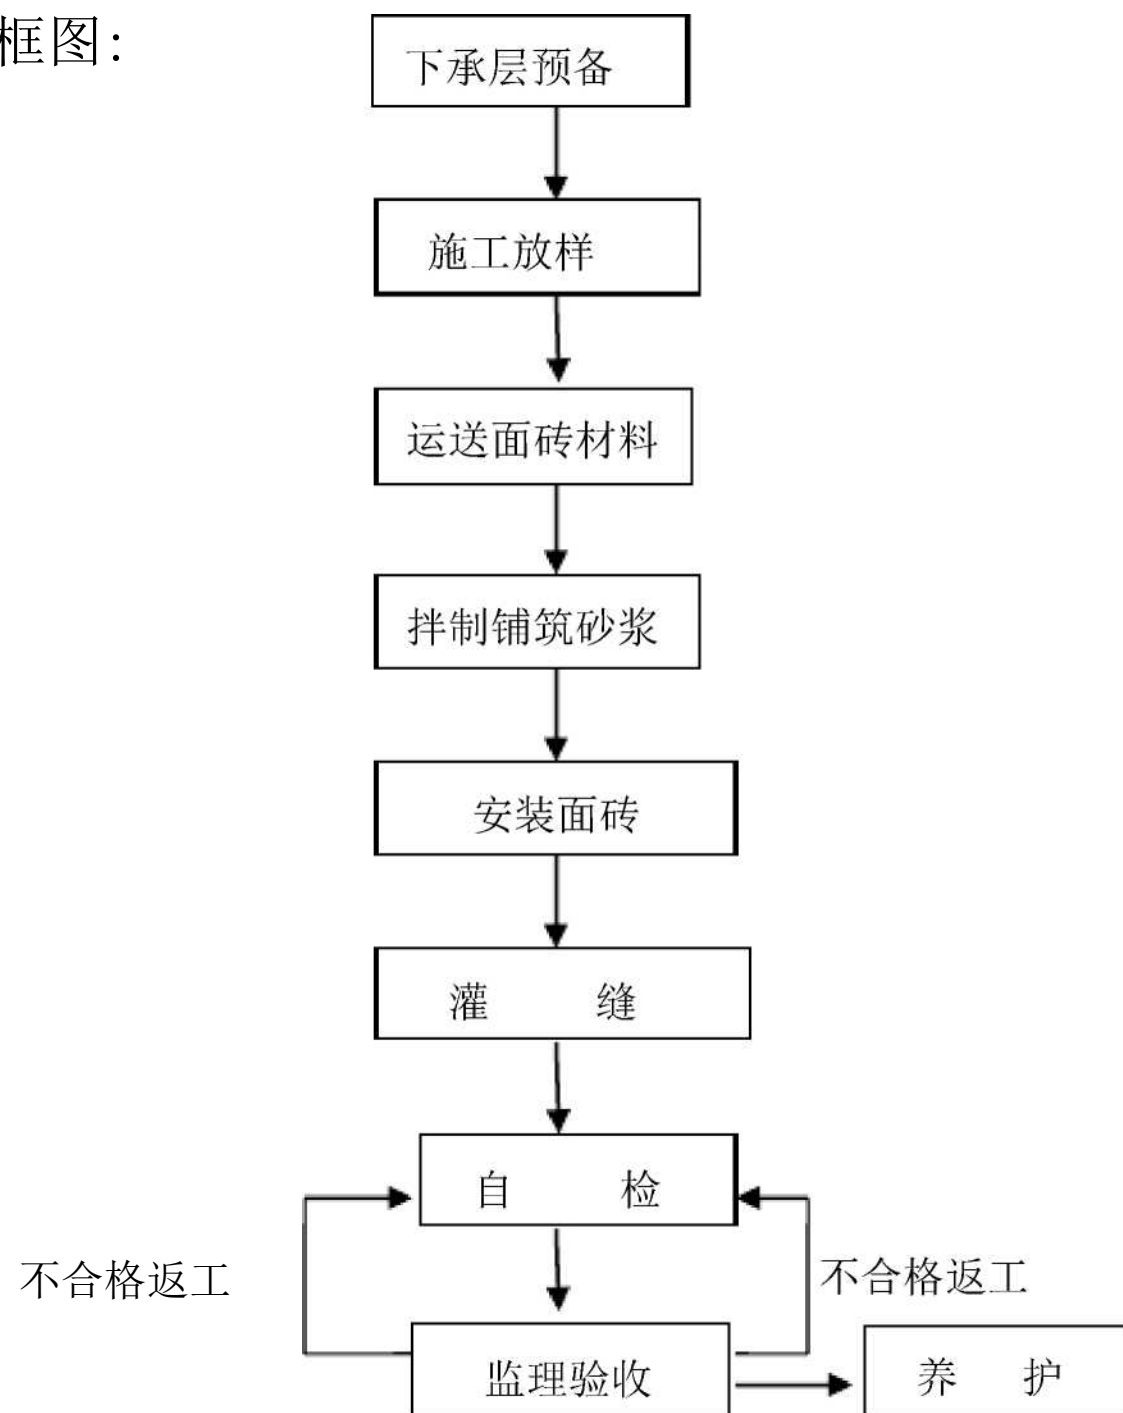 框图：
下承层预备
施工放样
运送面砖材料
拌制铺筑砂浆
安装面砖
灌 缝
自 检
不合格返工
不合格返工
监理验收
养 护